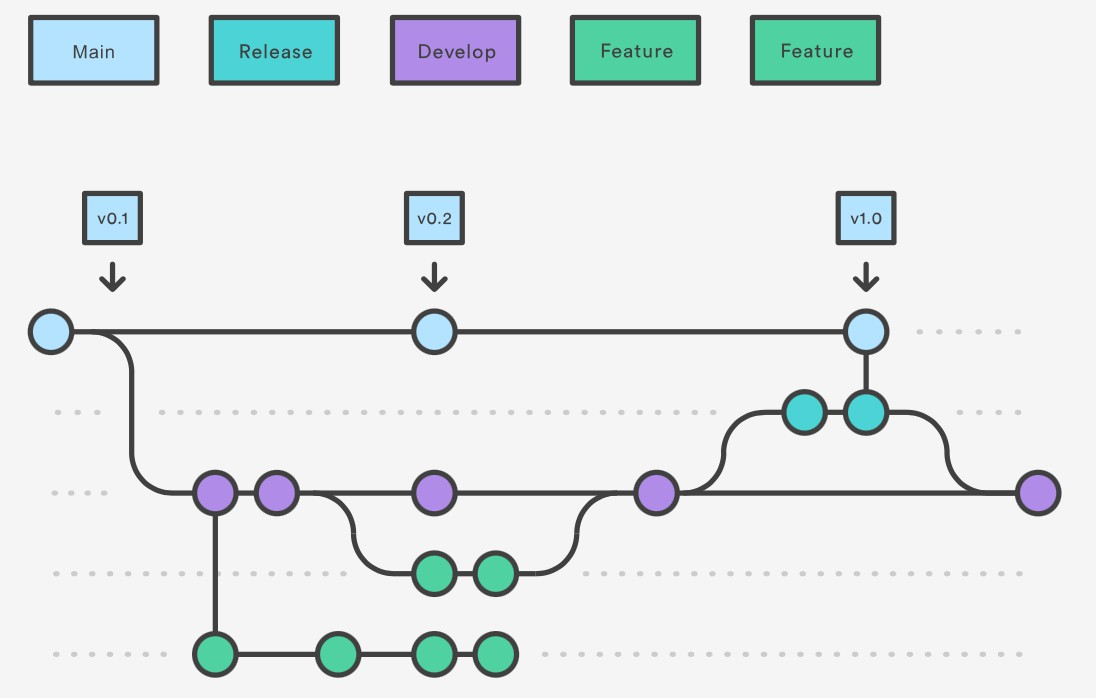 Main
Release
Develop
Feature
Feature
v0.1
v0.2
v1.0